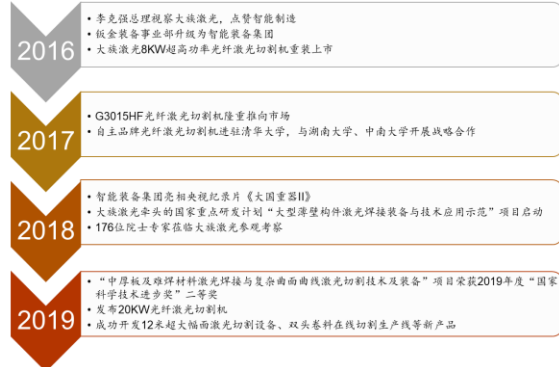 2016
• 李克强总理视察大族激光，点赞智能制造
• 钣金装备事业部升级为智能装备集团
• 大族激光8KW超高功率光纤激光切割机重装上市
2017
• G3015HF光纤激光切割机隆重推向市场
• 自主品牌光纤激光切割机进驻清华大学，与湖南大学、中南大学开展战略合作
2018
• 智能装备集团亮相央视纪录片《大国重器II》
• 大族激光牵头的国家重点研发计划“大型薄壁构件激光焊接装备与技术应用示范”项目启动
• 176位院士专家莅临大族激光参观考察
2019
• “中厚板及难焊材料激光焊接与复杂曲面曲线激光切割技术及装备”项目荣获2019年度“国家
科学技术进步奖”二等奖
• 发布20KW光纤激光切割机
• 成功开发12米超大幅面激光切割设备、双头卷料在线切割生产线等新产品